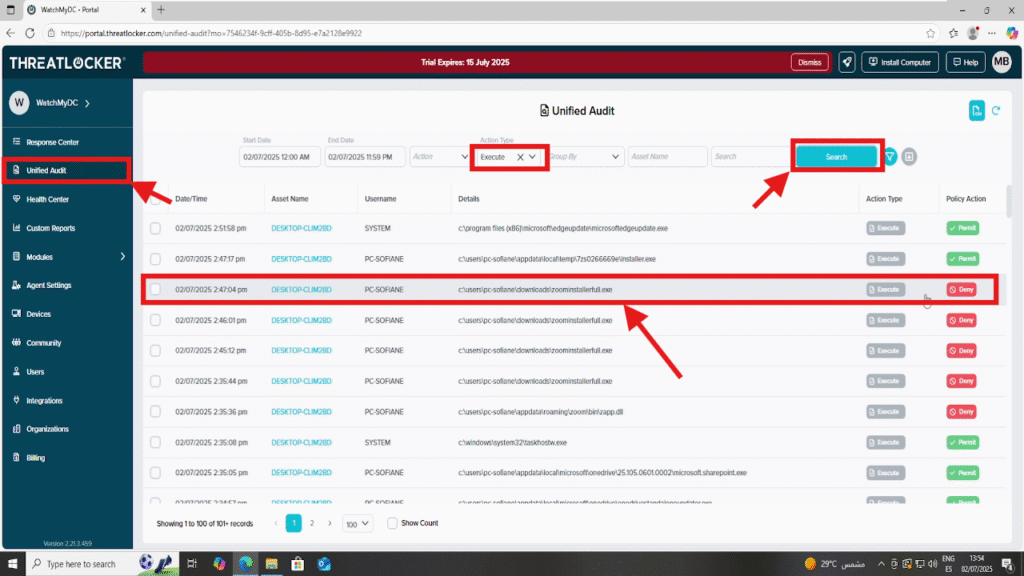 WatchMyDC - Portal
https://portal.threatlocker.com/unified-audit?mo=7546234f-9cff-405b-8d95-e7a2128e9922
THREATLOCKER
Trial Expires: 15 July 2025
Dismiss
Install Computer
Help
MB
W
WatchMyDC
Response Center
Unified Audit
Health Center
Custom Reports
Modules
Agent Settings
Devices
Community
Users
Integrations
Organizations
Billing
Version 2.21.3.459
Unified Audit
Start Date End Date Action Type
02/07/2025 12:00 AM 02/07/2025 11:59 PM Action Execute Group By Asset Name Search Search
Date/Time Asset Name Username Details Action Type Policy Action
02/07/2025 2:51:58 pm DESKTOP-CLIM2BD SYSTEM c:\program files (x86)\microsoft\edgeupdate\microsoftedgeupdate.exe Execute Permit
02/07/2025 2:47:17 pm DESKTOP-CLIM2BD PC-SOFIANE c:\users\pc-sofiane\appdata\local\temp\7zs0266669e\installer.exe Execute Permit
02/07/2025 2:47:04 pm DESKTOP-CLIM2BD PC-SOFIANE c:\users\pc-sofiane\downloads\zoominstallerfull.exe Execute Deny
02/07/2025 2:46:01 pm DESKTOP-CLIM2BD PC-SOFIANE c:\users\pc-sofiane\downloads\zoominstallerfull.exe Execute Deny
02/07/2025 2:45:12 pm DESKTOP-CLIM2BD PC-SOFIANE c:\users\pc-sofiane\downloads\zoominstallerfull.exe Execute Deny
02/07/2025 2:35:44 pm DESKTOP-CLIM2BD PC-SOFIANE c:\users\pc-sofiane\downloads\zoominstallerfull.exe Execute Deny
02/07/2025 2:35:36 pm DESKTOP-CLIM2BD PC-SOFIANE c:\users\pc-sofiane\appdata\roaming\zoom\bin\zapp.dll Execute Deny
02/07/2025 2:35:08 pm DESKTOP-CLIM2BD SYSTEM c:\windows\system32\taskhostw.exe Execute Permit
02/07/2025 2:35:05 pm DESKTOP-CLIM2BD PC-SOFIANE c:\users\pc-sofiane\appdata\local\microsoft\onedrive\25.105.0601.0002\microsoft.sharepoint.exe Execute Permit
Showing 1 to 100 of 101+ records 1 2 100 Show Count
Type here to search
29°C مشمس
ENG
ES
13:54
02/07/2025